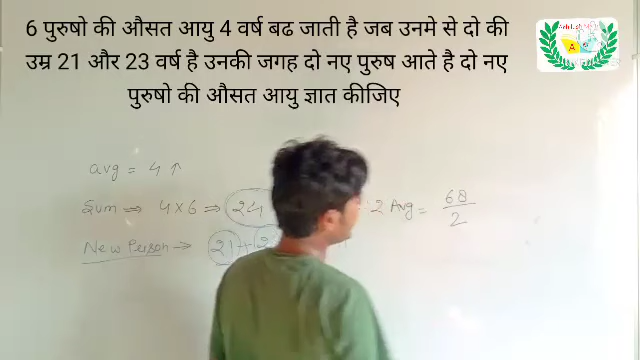 6 पुरुषो की औसत आयु 4 वर्ष बढ जाती है जब उनमे से दो की
उम्र 21 और 23 वर्ष है उनकी जगह दो नए पुरुष आते है दो नए
पुरुषो की औसत आयु ज्ञात कीजिए
avg = 4 ↑
Sum ⇒ 4 × 6 ⇒ 24
2 Avg = 68/2
New Person → 21 +